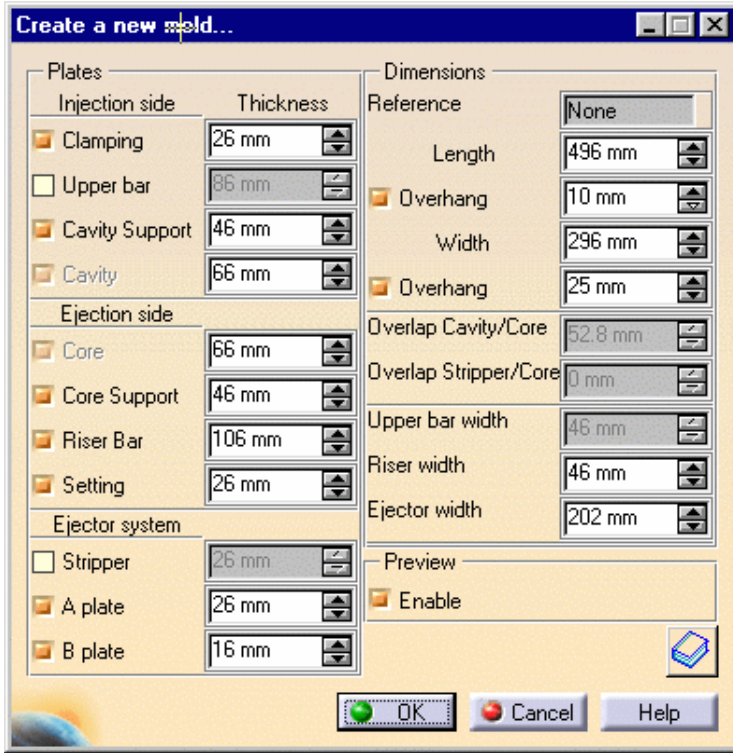 Create a new mold...
Plates
Injection side Thickness
Clamping 26 mm
Upper bar 86 mm
Cavity Support 46 mm
Cavity 66 mm
Ejection side
Core 66 mm
Core Support 46 mm
Riser Bar 106 mm
Setting 26 mm
Ejector system
Stripper 26 mm
A plate 26 mm
B plate 16 mm
Dimensions
Reference None
Length 496 mm
Overhang 10 mm
Width 296 mm
Overhang 25 mm
Overlap Cavity/Core 52.8 mm
Overlap Stripper/Core 0 mm
Upper bar width 46 mm
Riser width 46 mm
Ejector width 202 mm
Preview
Enable
OK Cancel Help